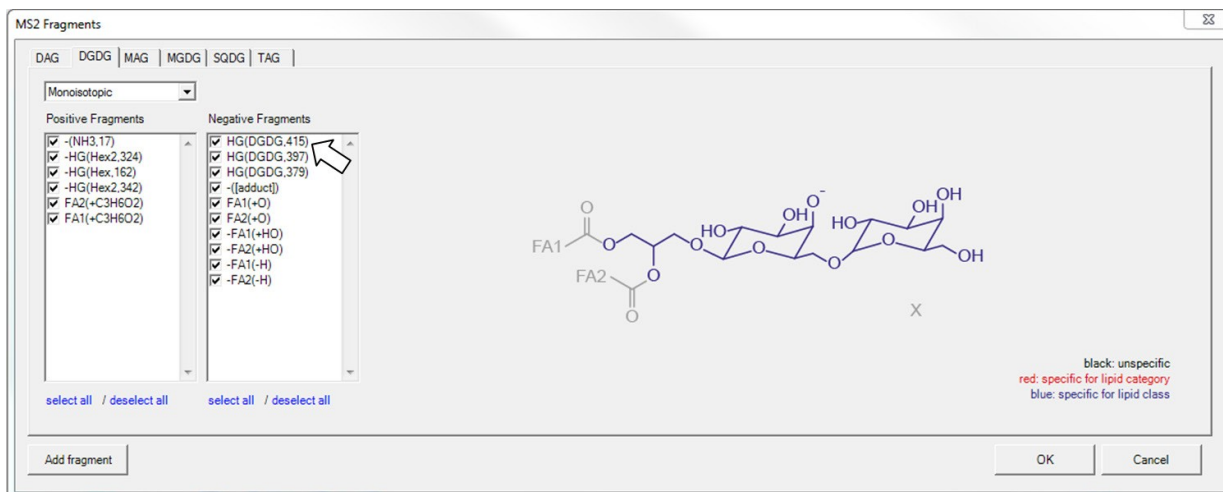 MS2 Fragments
DAG DGDG MAG MGDG SQDG TAG
Monoisotopic
Positive Fragments
-(NH3,17)
-HG(Hex2,324)
-HG(Hex,162)
-HG(Hex2,342)
FA2(+C3H6O2)
FA1(+C3H6O2)
select all / deselect all
Negative Fragments
HG(DGDG,415)
HG(DGDG,397)
HG(DGDG,379)
-([adduct])
FA1(+O)
FA2(+O)
-FA1(+HO)
-FA2(+HO)
-FA1(-H)
-FA2(-H)
select all / deselect all
O
FA1
O
FA2
O
O
O
HO
OH
O-
O
O
HO
OH
OH
O
OH
X
black: unspecific
red: specific for lipid category
blue: specific for lipid class
Add fragment
OK
Cancel